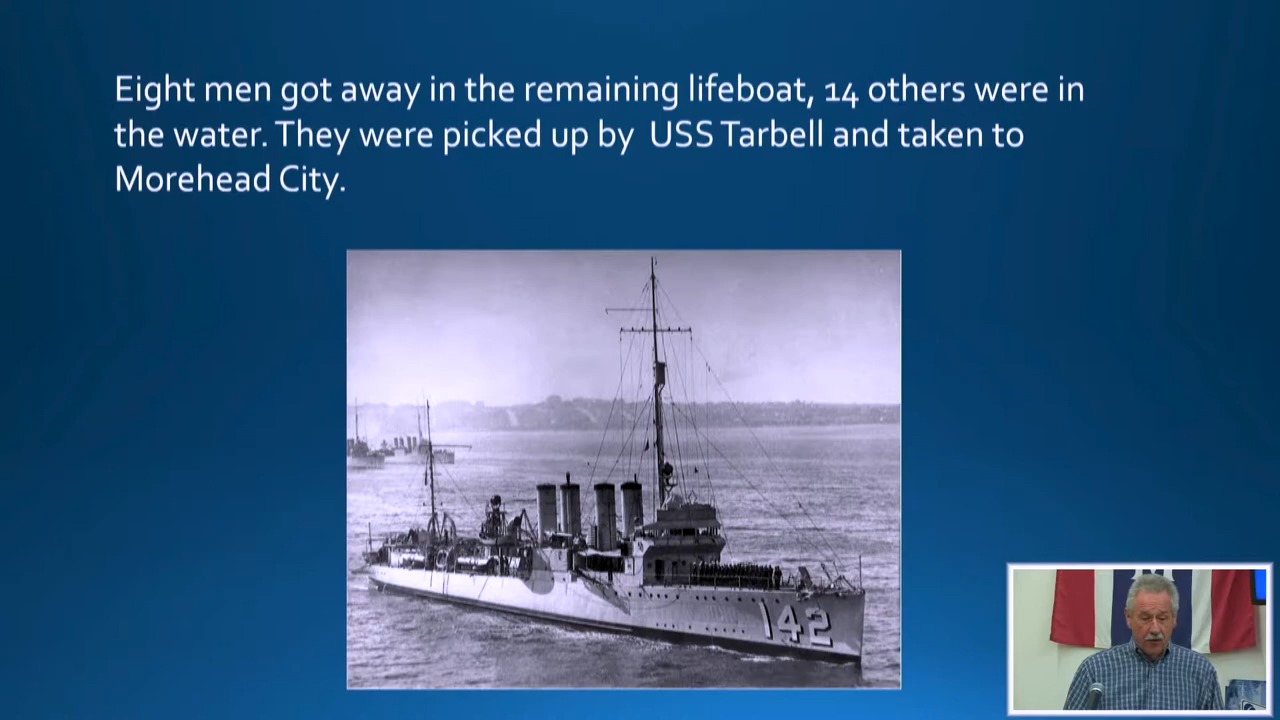 Eight men got away in the remaining lifeboat, 14 others were in
the water. They were picked up by  USS Tarbell and taken to
Morehead City.
142